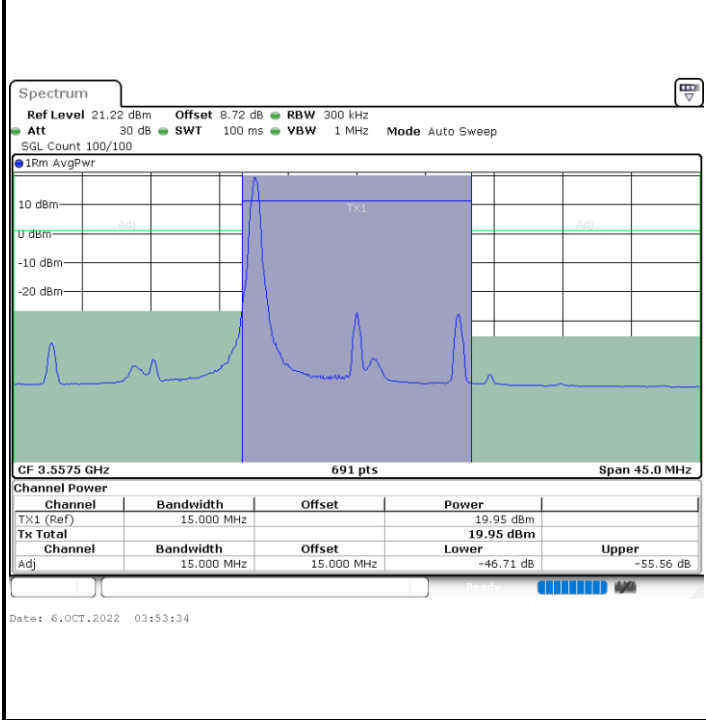 Spectrum
Ref Level 21.22 dBm Offset 8.72 dB RBW 300 kHz
Att 30 dB SWT 100 ms VBW 1 MHz Mode Auto Sweep
SGL Count 100/100
1Rm AvgPwr
10 dBm
TX1
Adj Adj
0 dBm
-10 dBm
-20 dBm
CF 3.5575 GHz 691 pts Span 45.0 MHz
Channel Power
Channel Bandwidth Offset Power
TX1 (Ref) 15.000 MHz 19.95 dBm
Tx Total 19.95 dBm
Channel Bandwidth Offset Lower Upper
Adj 15.000 MHz 15.000 MHz -46.71 dB -55.56 dB
Ready
Date: 6.OCT.2022 03:53:34